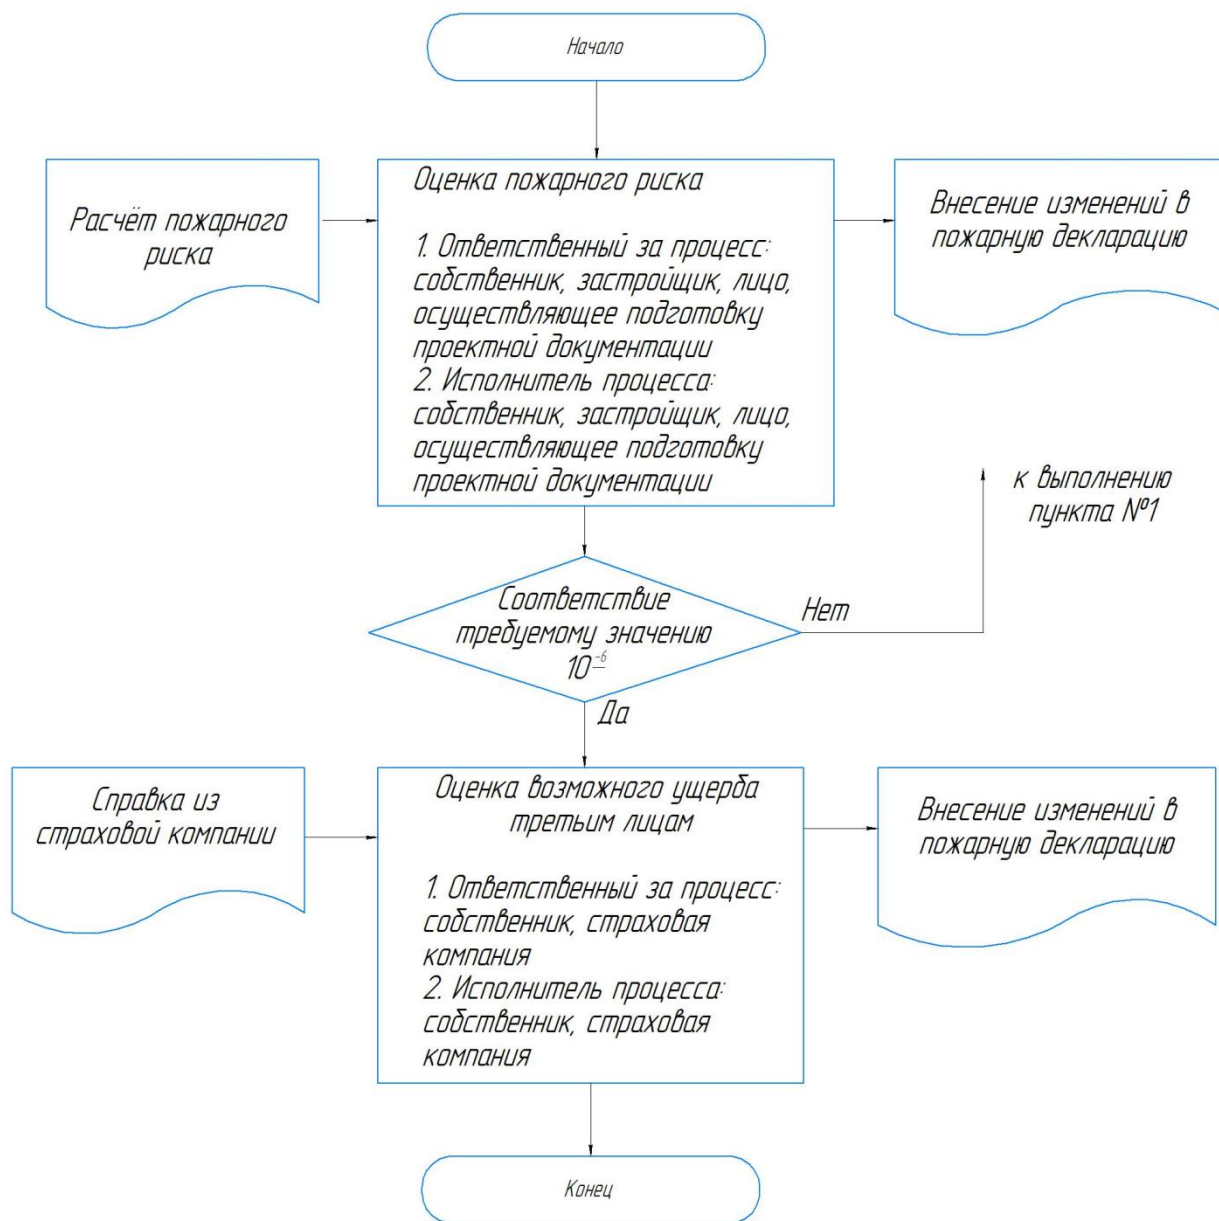 Начало
Расчёт пожарного
риска
Оценка пожарного риска
1. Ответственный за процесс:
собственник, застройщик, лицо,
осуществляющее подготовку
проектной документации
2. Исполнитель процесса:
собственник, застройщик, лицо,
осуществляющее подготовку
проектной документации
Внесение изменений в
пожарную декларацию
к выполнению
пункта №1
Соответствие
требуемому значению
10⁻⁶
Нет
Да
Справка из
страховой компании
Оценка возможного ущерба
третьим лицам
1. Ответственный за процесс:
собственник, страховая
компания
2. Исполнитель процесса:
собственник, страховая
компания
Внесение изменений в
пожарную декларацию
Конец